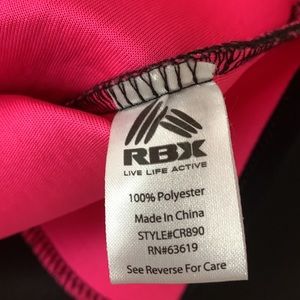 RBX
LIVE LIFE ACTIVE
100% Polyester
Made In China
STYLE#CR890
RN#63619
See Reverse For Care